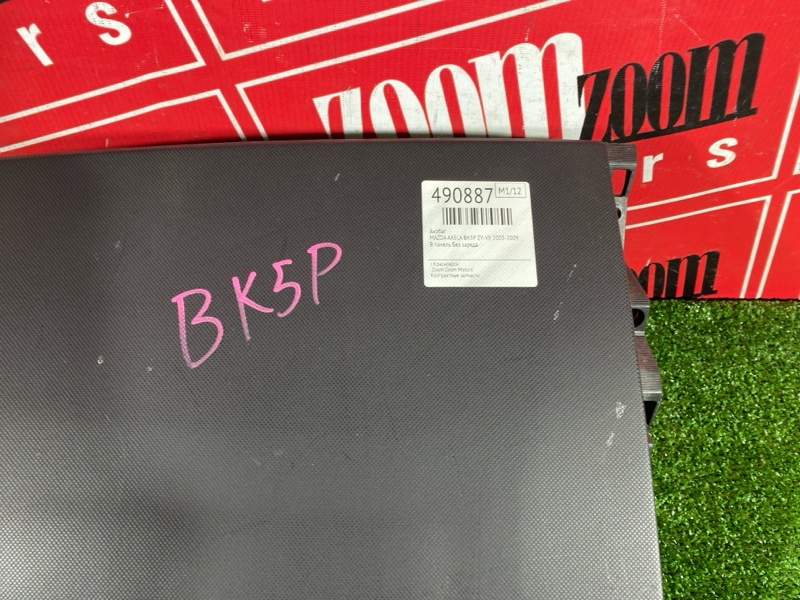 rs
zoom
zoom
rs
zoom
490887 M1/12
Аирбаг
MAZDA AXELA BK5P ZY-VE 2003-2009
В панель Без заряда
г.Красноярск
Zoom Zoom Motors
Контрактные запчасти
BK5P